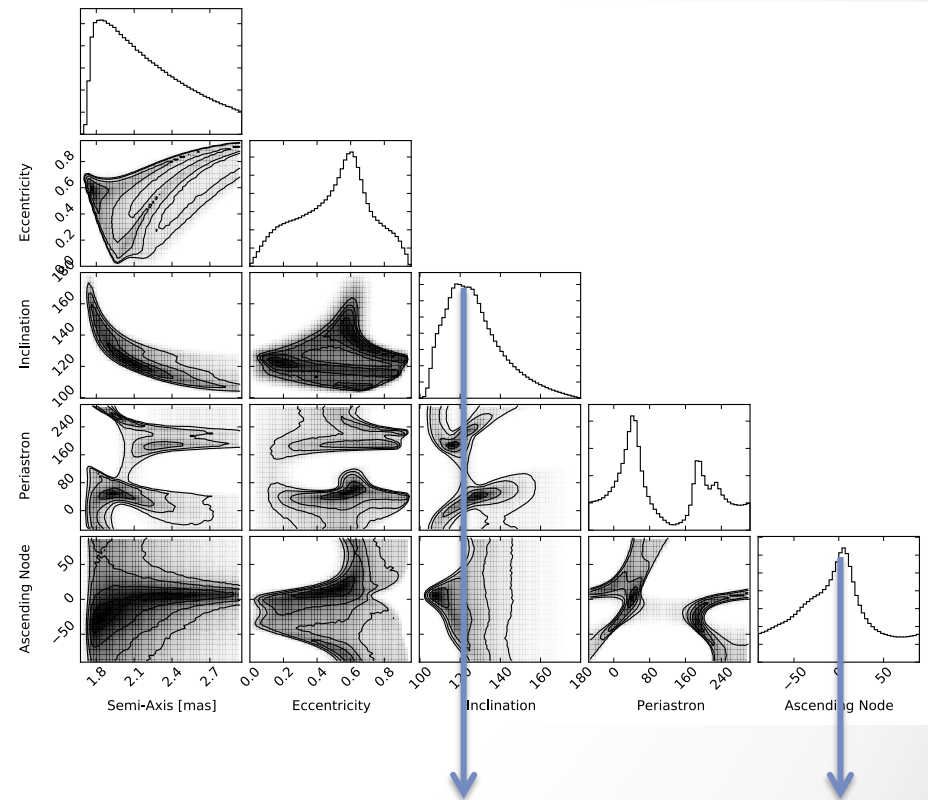 Eccentricity
0.8
0.6
0.4
0.2
0.0
Inclination
180
160
140
120
100
Periastron
240
160
80
0
Ascending Node
50
0
−50
1.8 2.1 2.4 2.7
0.0 0.2 0.4 0.6 0.8
100 120 140 160 180
0 80 160 240
−50 0 50
Semi-Axis [mas]
Eccentricity
Inclination
Periastron
Ascending Node